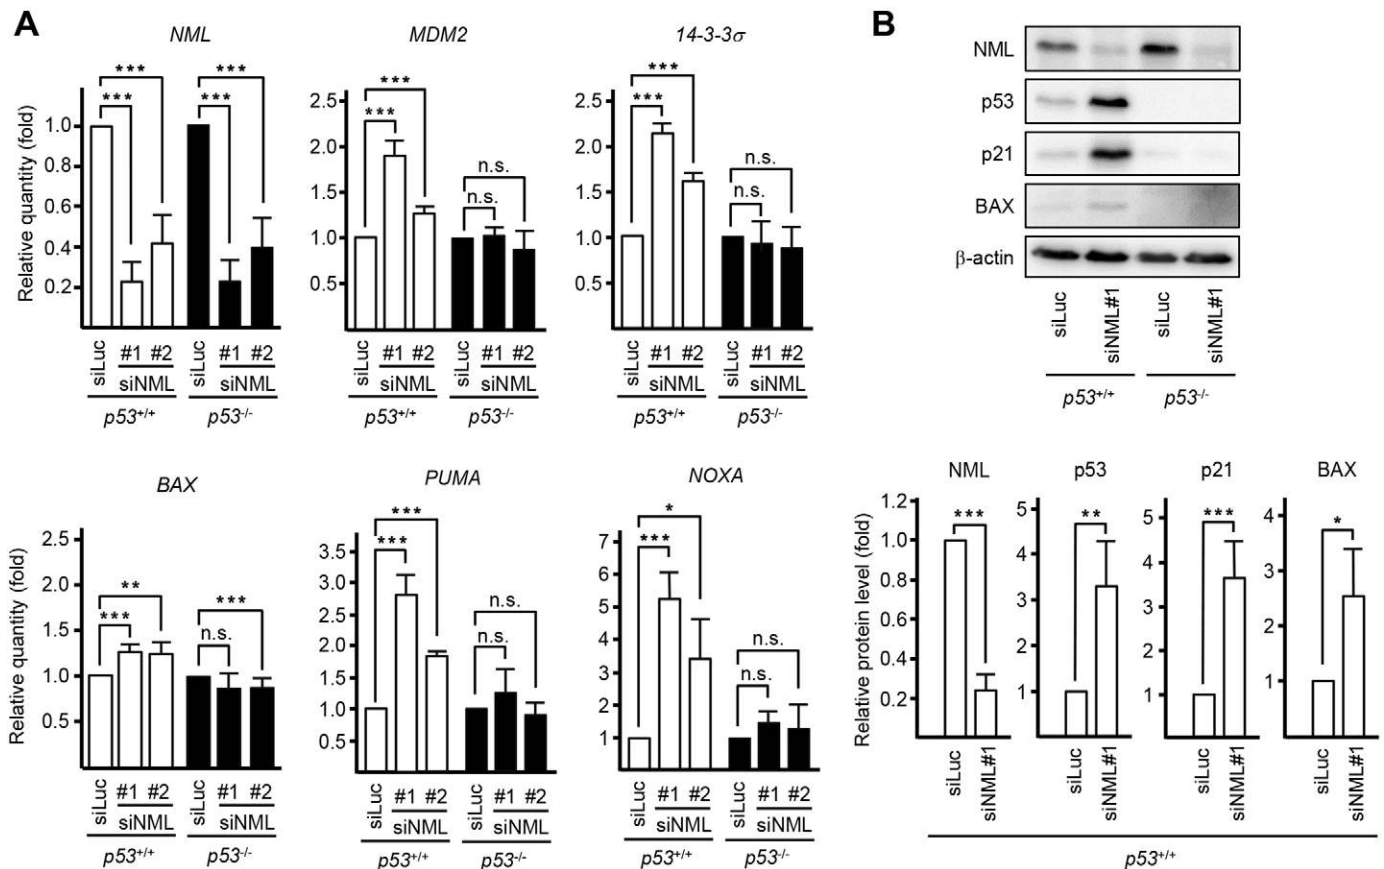 A
NML
Relative quantity (fold)
1.0
0.8
0.6
0.4
0.2
***
***
***
***
siLuc
#1 #2
siNML
siLuc
#1 #2
siNML
p53+/+
p53-/-
MDM2
2.5
2.0
1.5
1.0
0.5
***
***
n.s.
n.s.
siLuc
#1 #2
siNML
siLuc
#1 #2
siNML
p53+/+
p53-/-
14-3-3σ
2.5
2.0
1.5
1.0
0.5
***
***
n.s.
n.s.
siLuc
#1 #2
siNML
siLuc
#1 #2
siNML
p53+/+
p53-/-
BAX
Relative quantity (fold)
2.5
2.0
1.5
1.0
0.5
**
***
***
n.s.
siLuc
#1 #2
siNML
siLuc
#1 #2
siNML
p53+/+
p53-/-
PUMA
3.5
3.0
2.5
2.0
1.5
1.0
0.5
***
***
n.s.
n.s.
siLuc
#1 #2
siNML
siLuc
#1 #2
siNML
p53+/+
p53-/-
NOXA
7
6
5
4
3
2
1
*
***
n.s.
n.s.
siLuc
#1 #2
siNML
siLuc
#1 #2
siNML
p53+/+
p53-/-
B
NML
p53
p21
BAX
β-actin
siLuc
siNML#1
siLuc
siNML#1
p53+/+
p53-/-
NML
Relative protein level (fold)
1.2
1.0
0.8
0.6
0.4
0.2
***
siLuc
siNML#1
p53
5
4
3
2
1
**
siLuc
siNML#1
p21
5
4
3
2
1
***
siLuc
siNML#1
BAX
4
3
2
1
*
siLuc
siNML#1
p53+/+